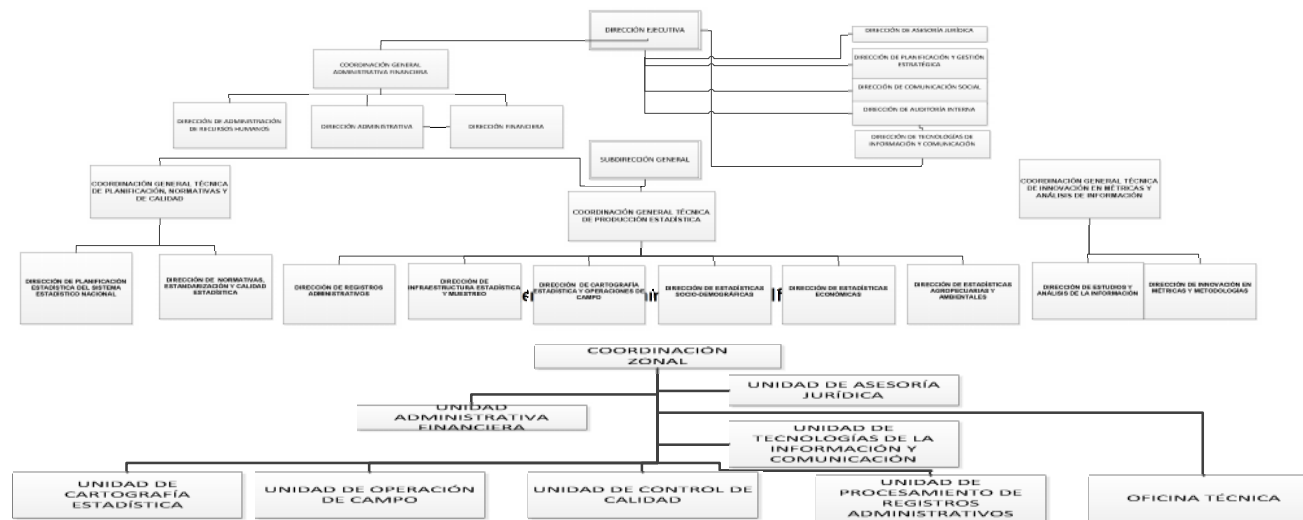 DIRECCIÓN EJECUTIVA
DIRECCIÓN DE ASESORÍA JURÍDICA
COORDINACIÓN GENERAL
ADMINISTRATIVA FINANCIERA
DIRECCIÓN DE PLANIFICACIÓN Y GESTIÓN
ESTRATÉGICA
DIRECCIÓN DE COMUNICACIÓN SOCIAL
DIRECCIÓN DE AUDITORÍA INTERNA
DIRECCIÓN DE ADMINISTRACIÓN
DE RECURSOS HUMANOS
DIRECCIÓN ADMINISTRATIVA
DIRECCIÓN FINANCIERA
DIRECCIÓN DE TECNOLOGÍAS DE
INFORMACIÓN Y COMUNICACIÓN
SUBDIRECCIÓN GENERAL
COORDINACIÓN GENERAL TÉCNICA
DE PLANIFICACIÓN, NORMATIVAS Y
DE CALIDAD
COORDINACIÓN GENERAL TÉCNICA
DE PRODUCCIÓN ESTADÍSTICA
COORDINACIÓN GENERAL TÉCNICA
DE INNOVACIÓN EN MÉTRICAS Y
ANÁLISIS DE INFORMACIÓN
DIRECCIÓN DE PLANIFICACIÓN
ESTADÍSTICA DEL SISTEMA
ESTADÍSTICO NACIONAL
DIRECCIÓN DE NORMATIVAS,
ESTANDARIZACIÓN Y CALIDAD
ESTADÍSTICA
DIRECCIÓN DE REGISTROS
ADMINISTRATIVOS
DIRECCIÓN DE
INFRAESTRUCTURA ESTADÍSTICA
Y MUESTREO
DIRECCIÓN DE CARTOGRAFÍA
ESTADÍSTICA Y OPERACIONES DE
CAMPO
DIRECCIÓN DE ESTADÍSTICAS
SOCIO-DEMOGRÁFICAS
DIRECCIÓN DE ESTADÍSTICAS
ECONÓMICAS
DIRECCIÓN DE ESTADÍSTICAS
AGROPECUARIAS Y
AMBIENTALES
DIRECCIÓN DE ESTUDIOS Y
ANÁLISIS DE LA INFORMACIÓN
DIRECCIÓN DE INNOVACIÓN EN
MÉTRICAS Y METODOLOGÍAS
COORDINACIÓN
ZONAL
UNIDAD DE ASESORÍA
JURÍDICA
UNIDAD
ADMINISTRATIVA
FINANCIERA
UNIDAD DE
TECNOLOGÍAS DE LA
INFORMACIÓN Y
COMUNICACIÓN
UNIDAD DE
CARTOGRAFÍA
ESTADÍSTICA
UNIDAD DE OPERACIÓN
DE CAMPO
UNIDAD DE CONTROL DE
CALIDAD
UNIDAD DE
PROCESAMIENTO DE
REGISTROS
ADMINISTRATIVOS
OFICINA TÉCNICA